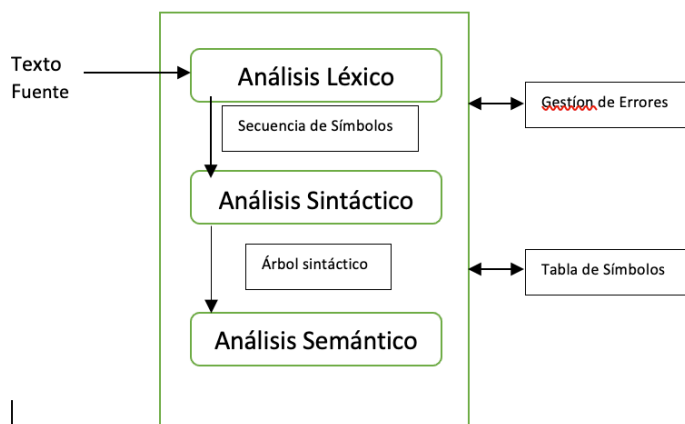 Texto
Fuente
Análisis Léxico
Secuencia de Símbolos
Gestíon de Errores
Análisis Sintáctico
Árbol sintáctico
Tabla de Símbolos
Análisis Semántico